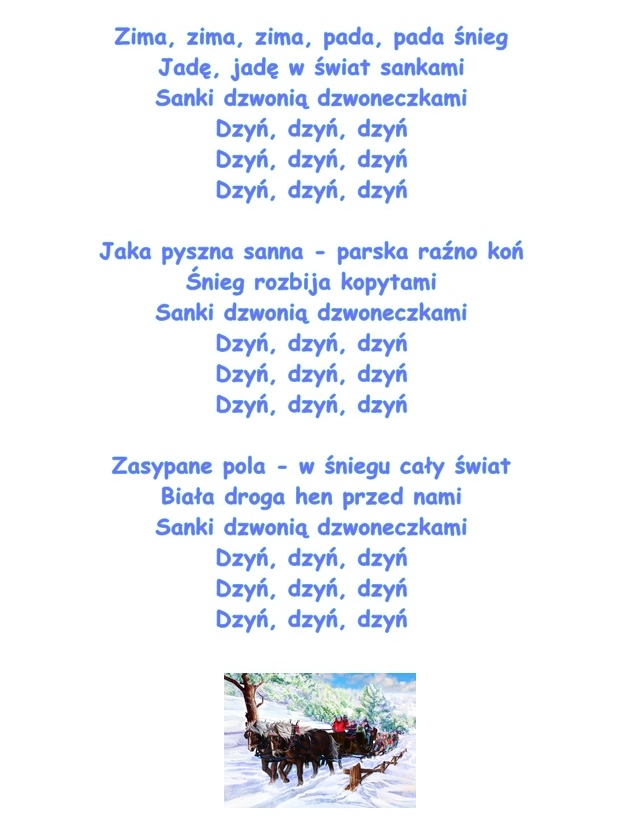 Zima, zima, zima, pada, pada śnieg
Jadę, jadę w świat sankami
Sanki dzwonią dzwoneczkami
Dzyń, dzyń, dzyń
Dzyń, dzyń, dzyń
Dzyń, dzyń, dzyń
Jaka pyszna sanna - parska raźno koń
Śnieg rozbija kopytami
Sanki dzwonią dzwoneczkami
Dzyń, dzyń, dzyń
Dzyń, dzyń, dzyń
Dzyń, dzyń, dzyń
Zasypane pola - w śniegu cały świat
Biała droga hen przed nami
Sanki dzwonią dzwoneczkami
Dzyń, dzyń, dzyń
Dzyń, dzyń, dzyń
Dzyń, dzyń, dzyń